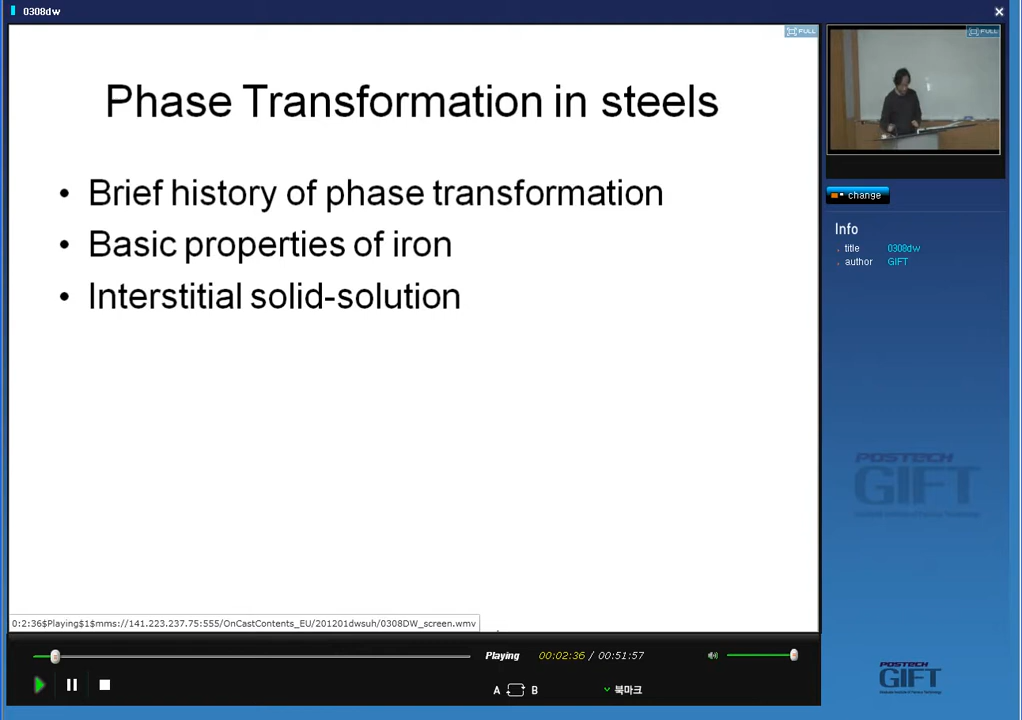 0308dw
FULL
FULL
Phase Transformation in steels
• Brief history of phase transformation
• Basic properties of iron
• Interstitial solid-solution
change
Info
title 0308dw
author GIFT
POSTECH
GIFT
0:2:36$Playing$1$mms://141.223.237.75:555/OnCastContents_EU/201201dwsuh/0308DW_screen.wmv
Playing 00:02:36 / 00:51:57
A B
북마크
POSTECH
GIFT